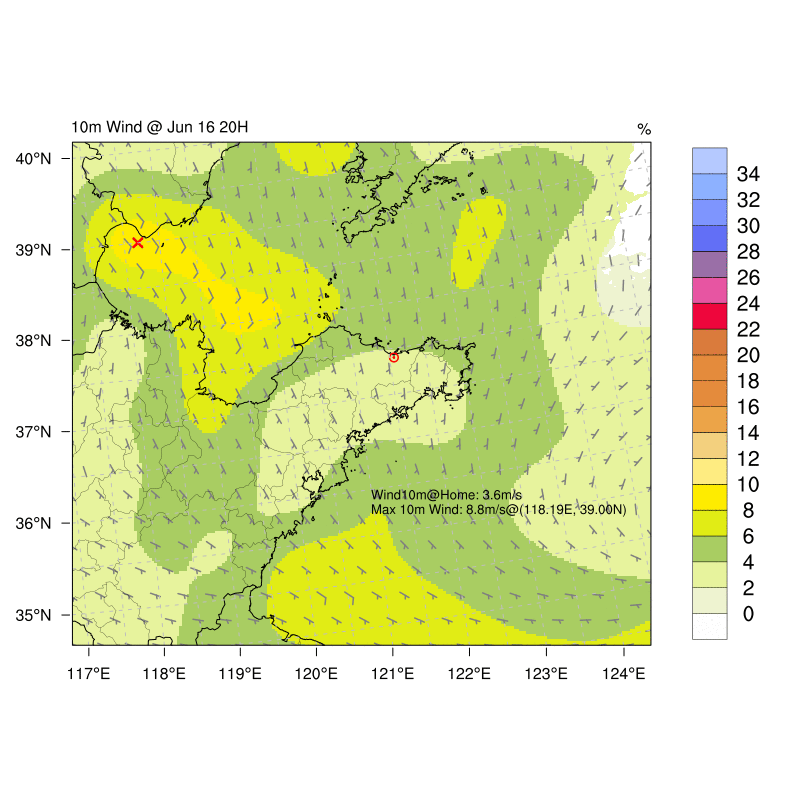 10m Wind @ Jun 16 20H
%
40°N
39°N
38°N
37°N
36°N
35°N
117°E
118°E
119°E
120°E
121°E
122°E
123°E
124°E
Wind10m@Home: 3.6m/s
Max 10m Wind: 8.8m/s@(118.19E, 39.00N)
34
32
30
28
26
24
22
20
18
16
14
12
10
8
6
4
2
0